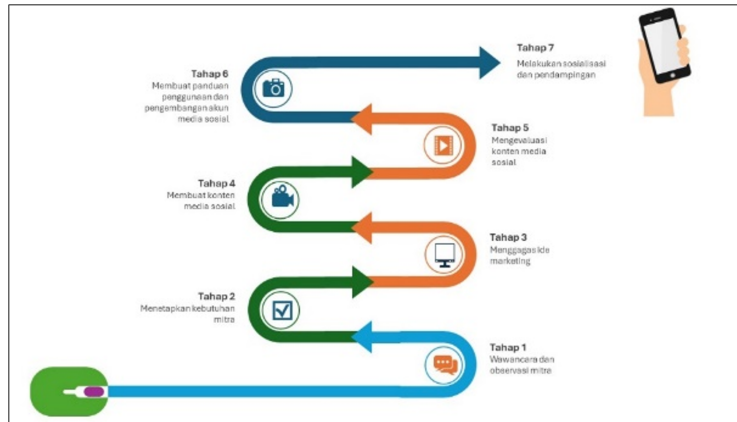 Tahap 7
Melakukan sosialisasi
dan pendampingan
Tahap 6
Membuat panduan
penggunaan dan
pengembangan akun
media sosial
Tahap 5
Mengevaluasi
konten media
sosial
Tahap 4
Membuat konten
media sosial
Tahap 3
Menggagas ide
marketing
Tahap 2
Menetapkan kebutuhan
mitra
Tahap 1
Wawancara dan
observasi mitra